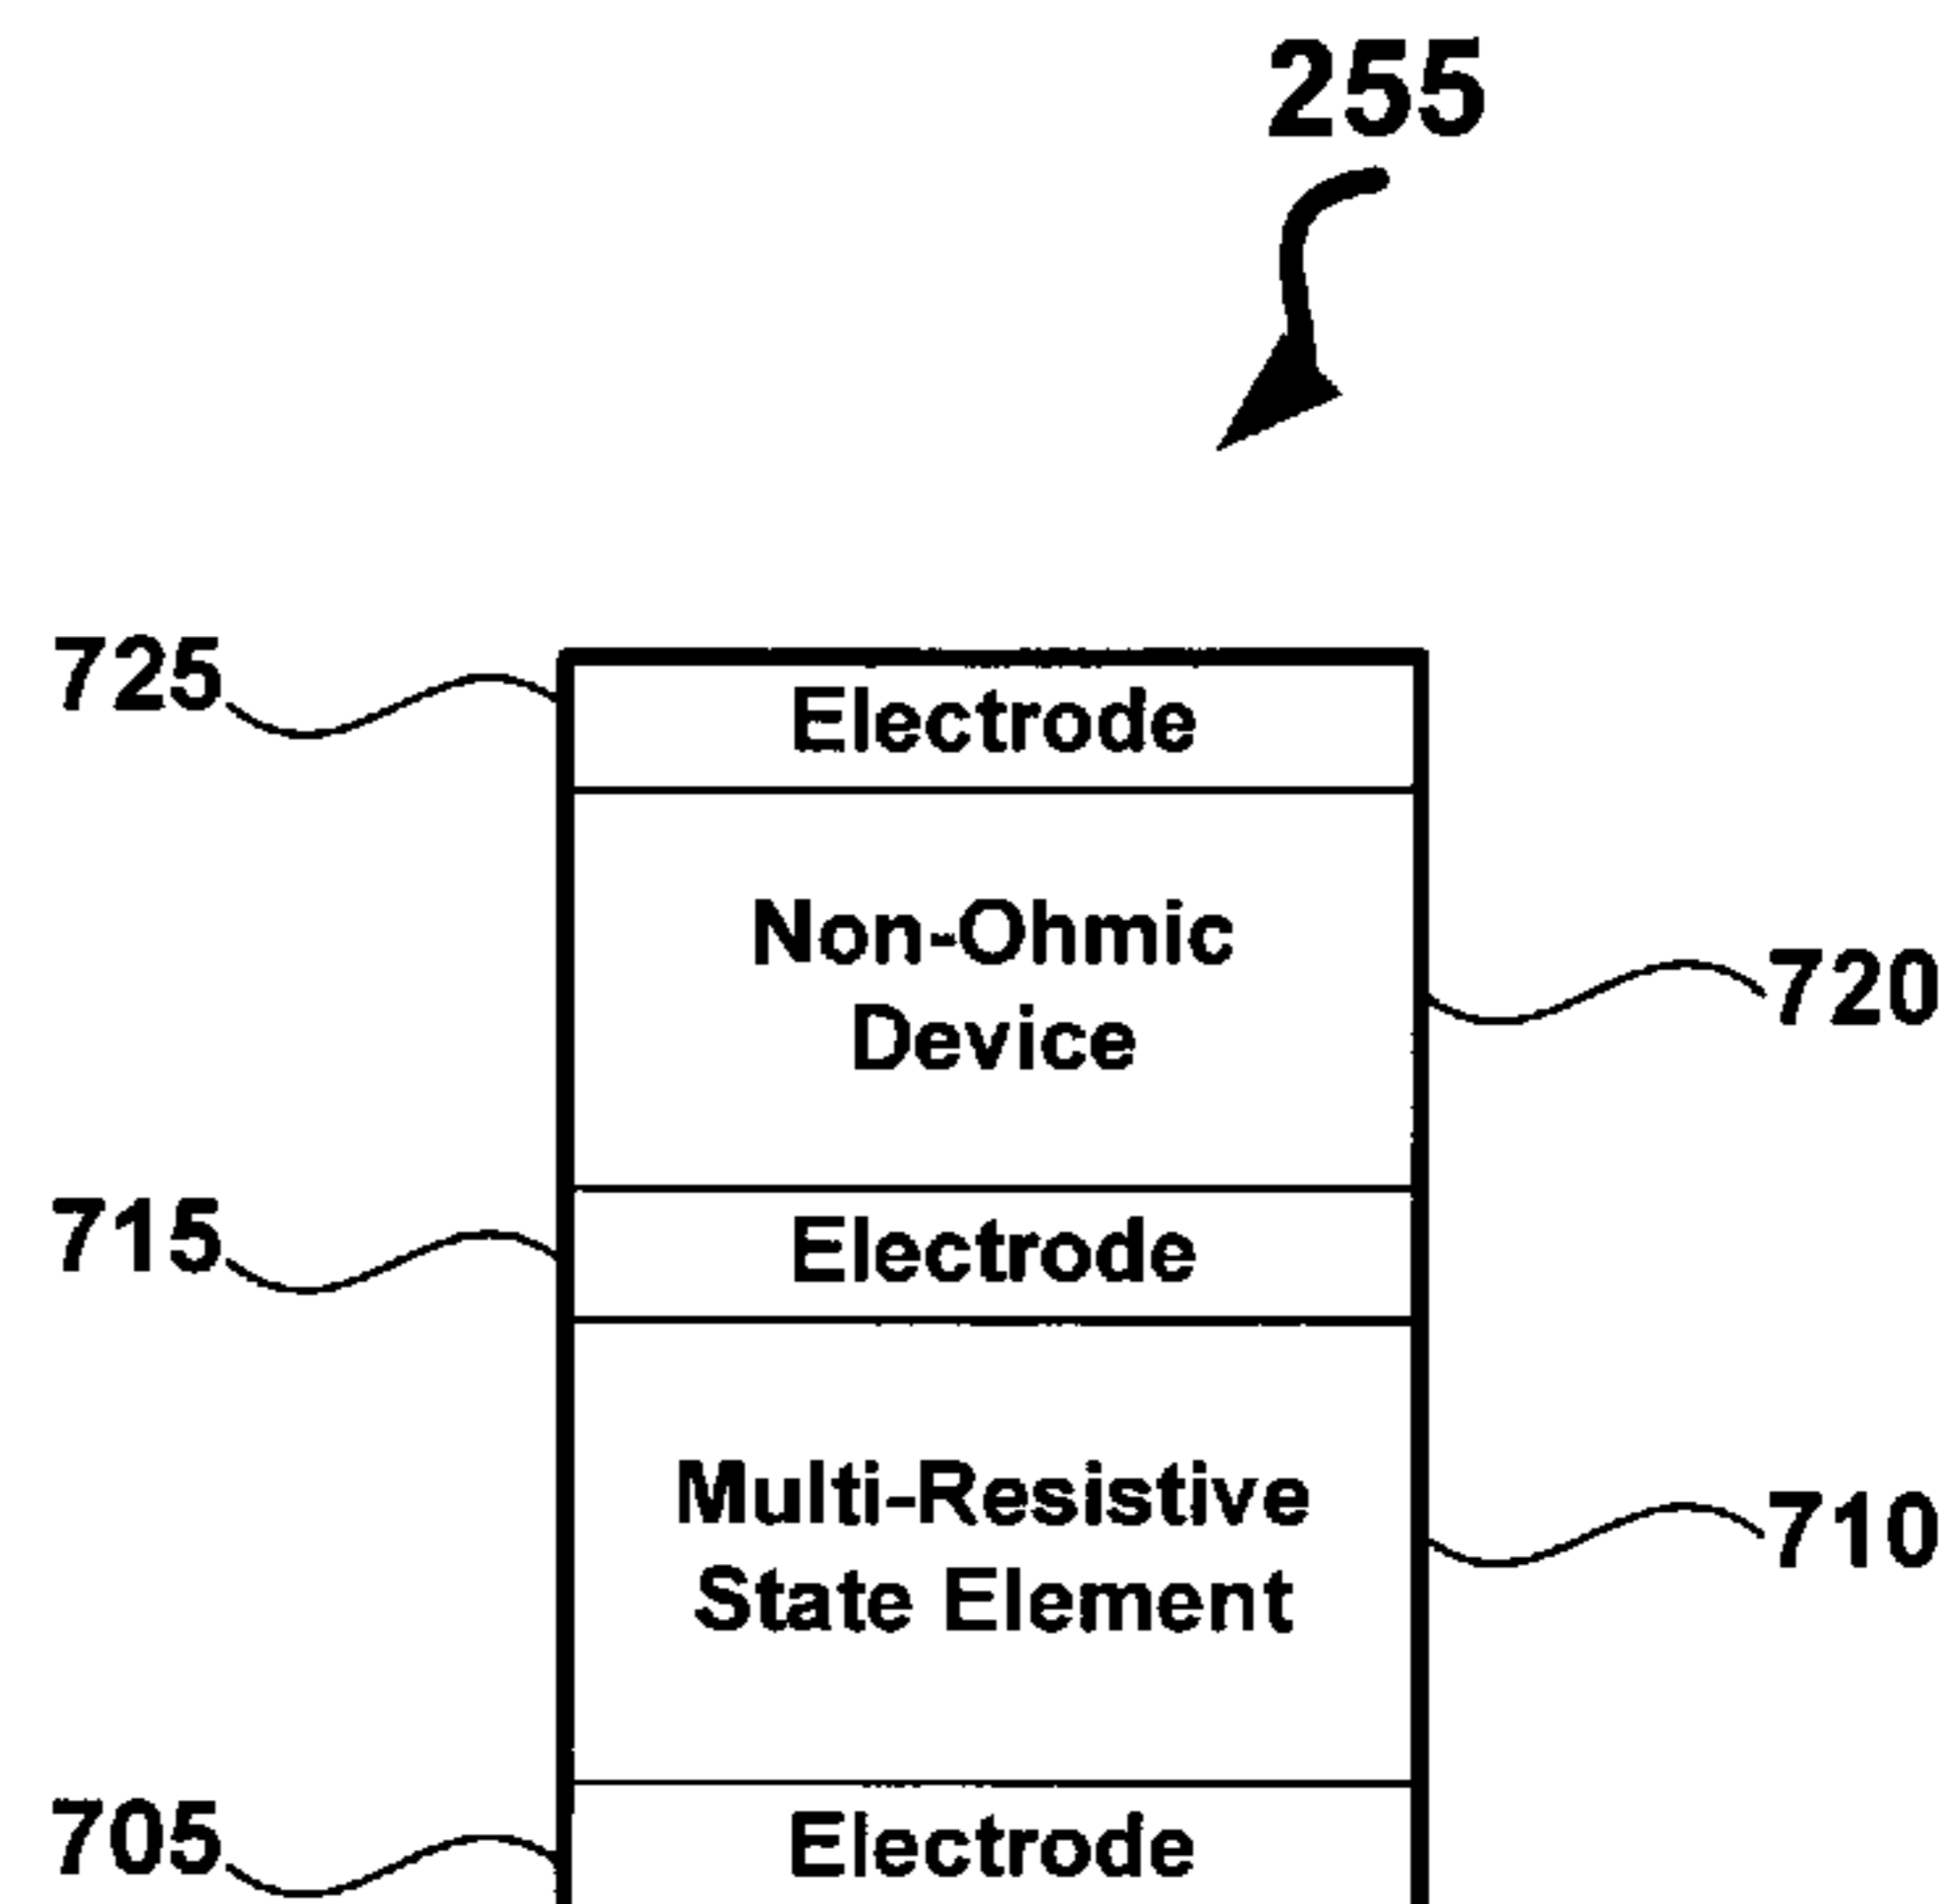 255
725
Electrode
Non-Ohmic
Device
720
715
Electrode
Multi-Resistive
State Element
710
705
Electrode